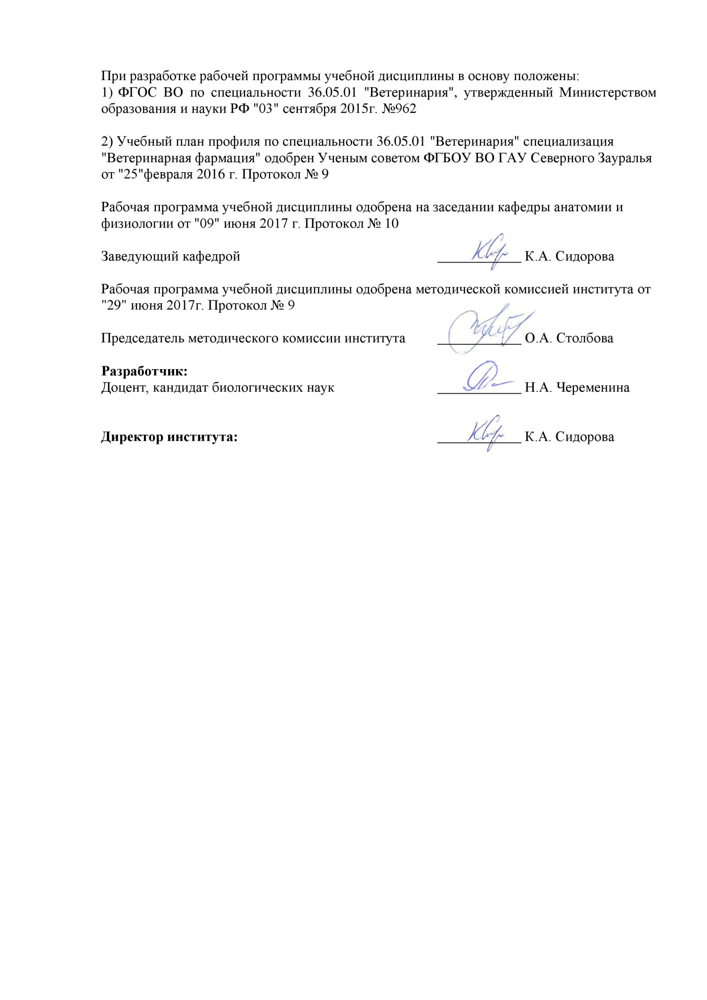 При разработке рабочей программы учебной дисциплины в основу положены:
1) ФГОС ВО по специальности 36.05.01 "Ветеринария", утвержденный Министерством
образования и науки РФ "03" сентября 2015г. №962
2) Учебный план профиля по специальности 36.05.01 "Ветеринария" специализация
"Ветеринарная фармация" одобрен Ученым советом ФГБОУ ВО ГАУ Северного Зауралья
от "25"февраля 2016 г. Протокол № 9
Рабочая программа учебной дисциплины одобрена на заседании кафедры анатомии и
физиологии от "09" июня 2017 г. Протокол № 10
Заведующий кафедрой ____________ К.А. Сидорова
Рабочая программа учебной дисциплины одобрена методической комиссией института от
"29" июня 2017г. Протокол № 9
Председатель методического комиссии института ____________ О.А. Столбова
Разработчик:
Доцент, кандидат биологических наук ____________ Н.А. Череменина
Директор института: ____________ К.А. Сидорова